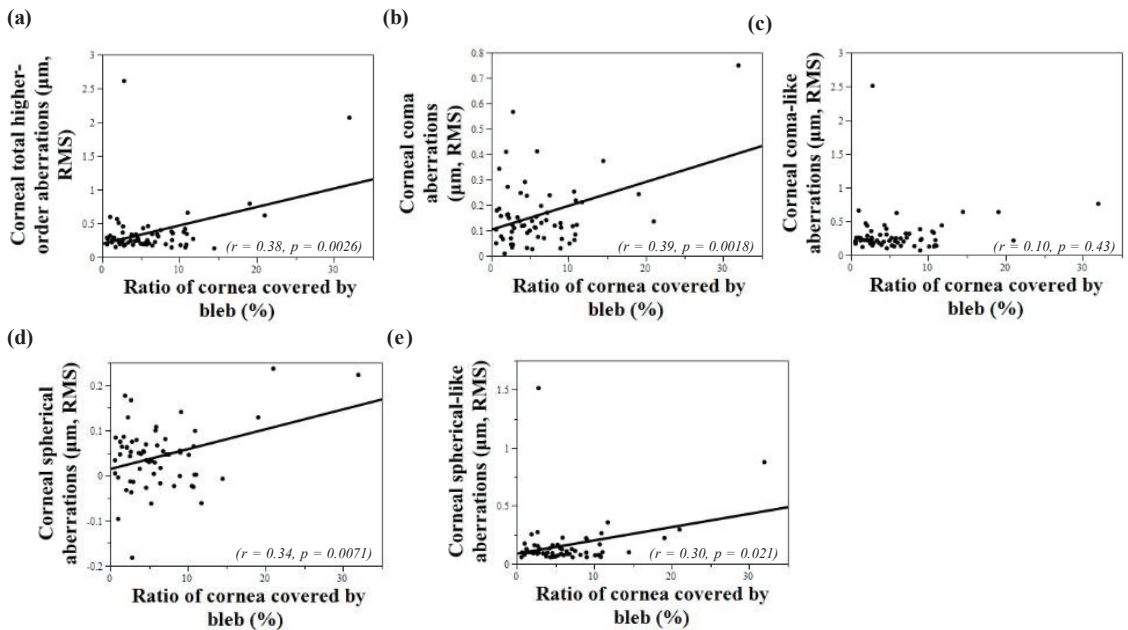 (a)
Corneal total higher-
order aberrations (μm,
RMS)
3
2.5
2
1.5
1
0.5
0
0
10
20
30
(r = 0.38, p = 0.0026)
Ratio of cornea covered by
bleb (%)
(b)
Corneal coma
aberrations
(μm, RMS)
0.8
0.7
0.6
0.5
0.4
0.3
0.2
0.1
0
0
10
20
30
(r = 0.39, p = 0.0018)
Ratio of cornea covered by
bleb (%)
(c)
Corneal coma-like
aberrations (μm, RMS)
3
2.5
2
1.5
1
0.5
0
0
10
20
30
(r = 0.10, p = 0.43)
Ratio of cornea covered by
bleb (%)
(d)
Corneal spherical
aberrations (μm, RMS)
0.2
0.1
0
-0.1
-0.2
0
10
20
30
(r = 0.34, p = 0.0071)
Ratio of cornea covered by
bleb (%)
(e)
Corneal spherical-like
aberrations (μm, RMS)
1.5
1
0.5
0
0
10
20
30
(r = 0.30, p = 0.021)
Ratio of cornea covered by
bleb (%)